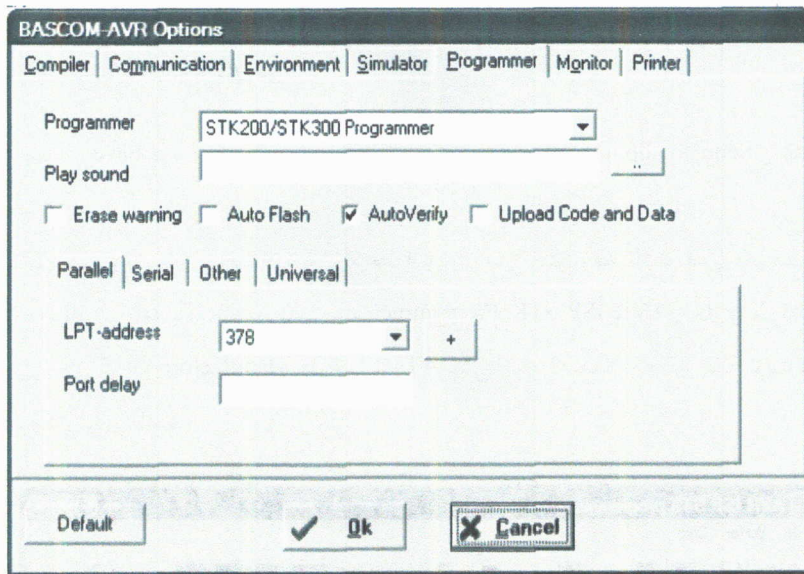 BASCOM-AVR Options
Compiler Communication Environment Simulator Programmer Monitor Printer
Programmer STK200/STK300 Programmer
Play sound ..
Erase warning Auto Flash AutoVerify Upload Code and Data
Parallel Serial Other Universal
LPT-address 378 +
Port delay
Default Ok Cancel